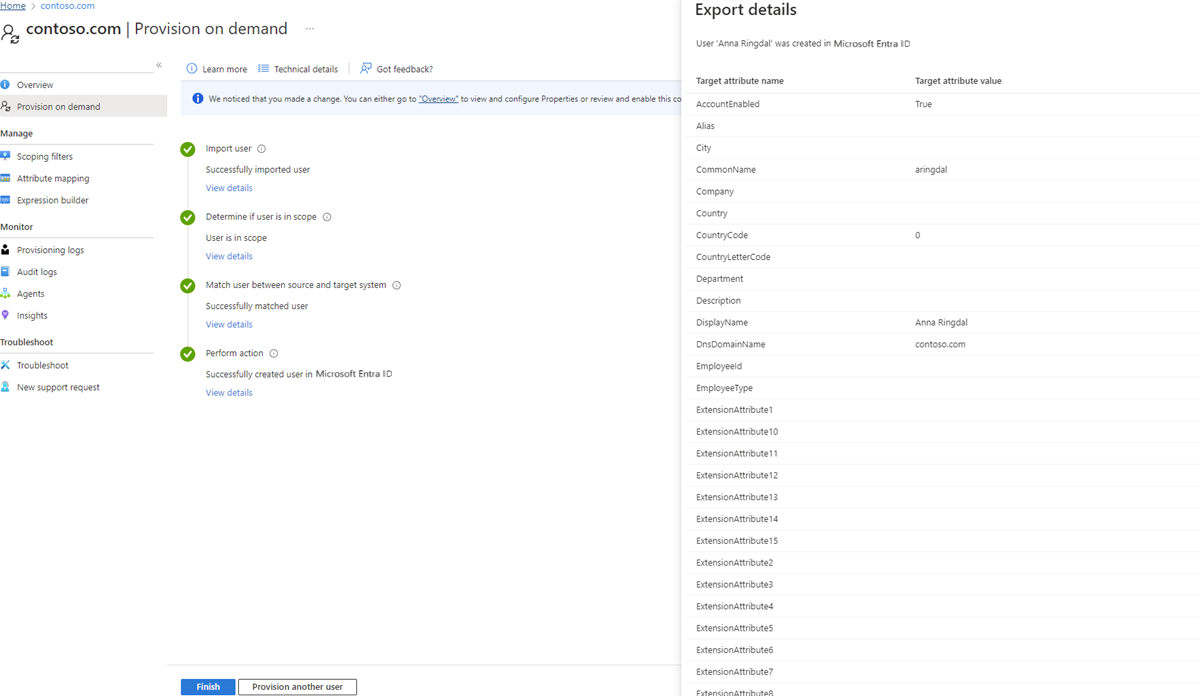 Home > contoso.com
contoso.com | Provision on demand ...
«
Overview
Provision on demand
Manage
Scoping filters
Attribute mapping
Expression builder
Monitor
Provisioning logs
Audit logs
Agents
Insights
Troubleshoot
Troubleshoot
New support request
Learn more Technical details Got feedback?
We noticed that you made a change. You can either go to "Overview" to view and configure Properties or review and enable this co
Import user
Successfully imported user
View details
Determine if user is in scope
User is in scope
View details
Match user between source and target system
Successfully matched user
View details
Perform action
Successfully created user in Microsoft Entra ID
View details
Finish Provision another user
Export details
User 'Anna Ringdal' was created in Microsoft Entra ID
Target attribute name Target attribute value
AccountEnabled True
Alias
City
CommonName aringdal
Company
Country
CountryCode 0
CountryLetterCode
Department
Description
DisplayName Anna Ringdal
DnsDomainName contoso.com
EmployeeId
EmployeeType
ExtensionAttribute1
ExtensionAttribute10
ExtensionAttribute11
ExtensionAttribute12
ExtensionAttribute13
ExtensionAttribute14
ExtensionAttribute15
ExtensionAttribute2
ExtensionAttribute3
ExtensionAttribute4
ExtensionAttribute5
ExtensionAttribute6
ExtensionAttribute7
ExtensionAttribute8